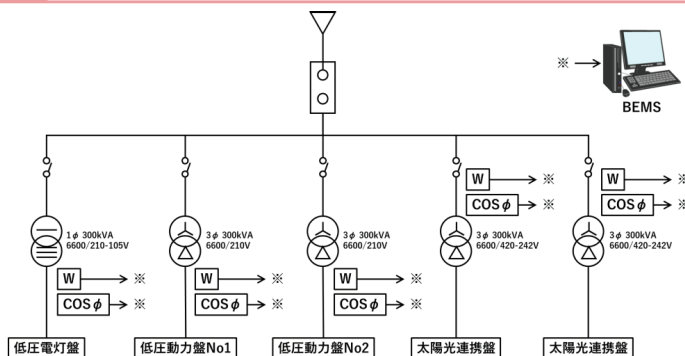 ※
BEMS
W ※
COSφ ※
W ※
COSφ ※
1φ 300kVA
6600/210-105V
3φ 300kVA
6600/210V
3φ 300kVA
6600/210V
3φ 300kVA
6600/420-242V
3φ 300kVA
6600/420-242V
W ※
COSφ ※
W ※
COSφ ※
W ※
COSφ ※
低圧電灯盤
低圧動力盤No1
低圧動力盤No2
太陽光連携盤
太陽光連携盤